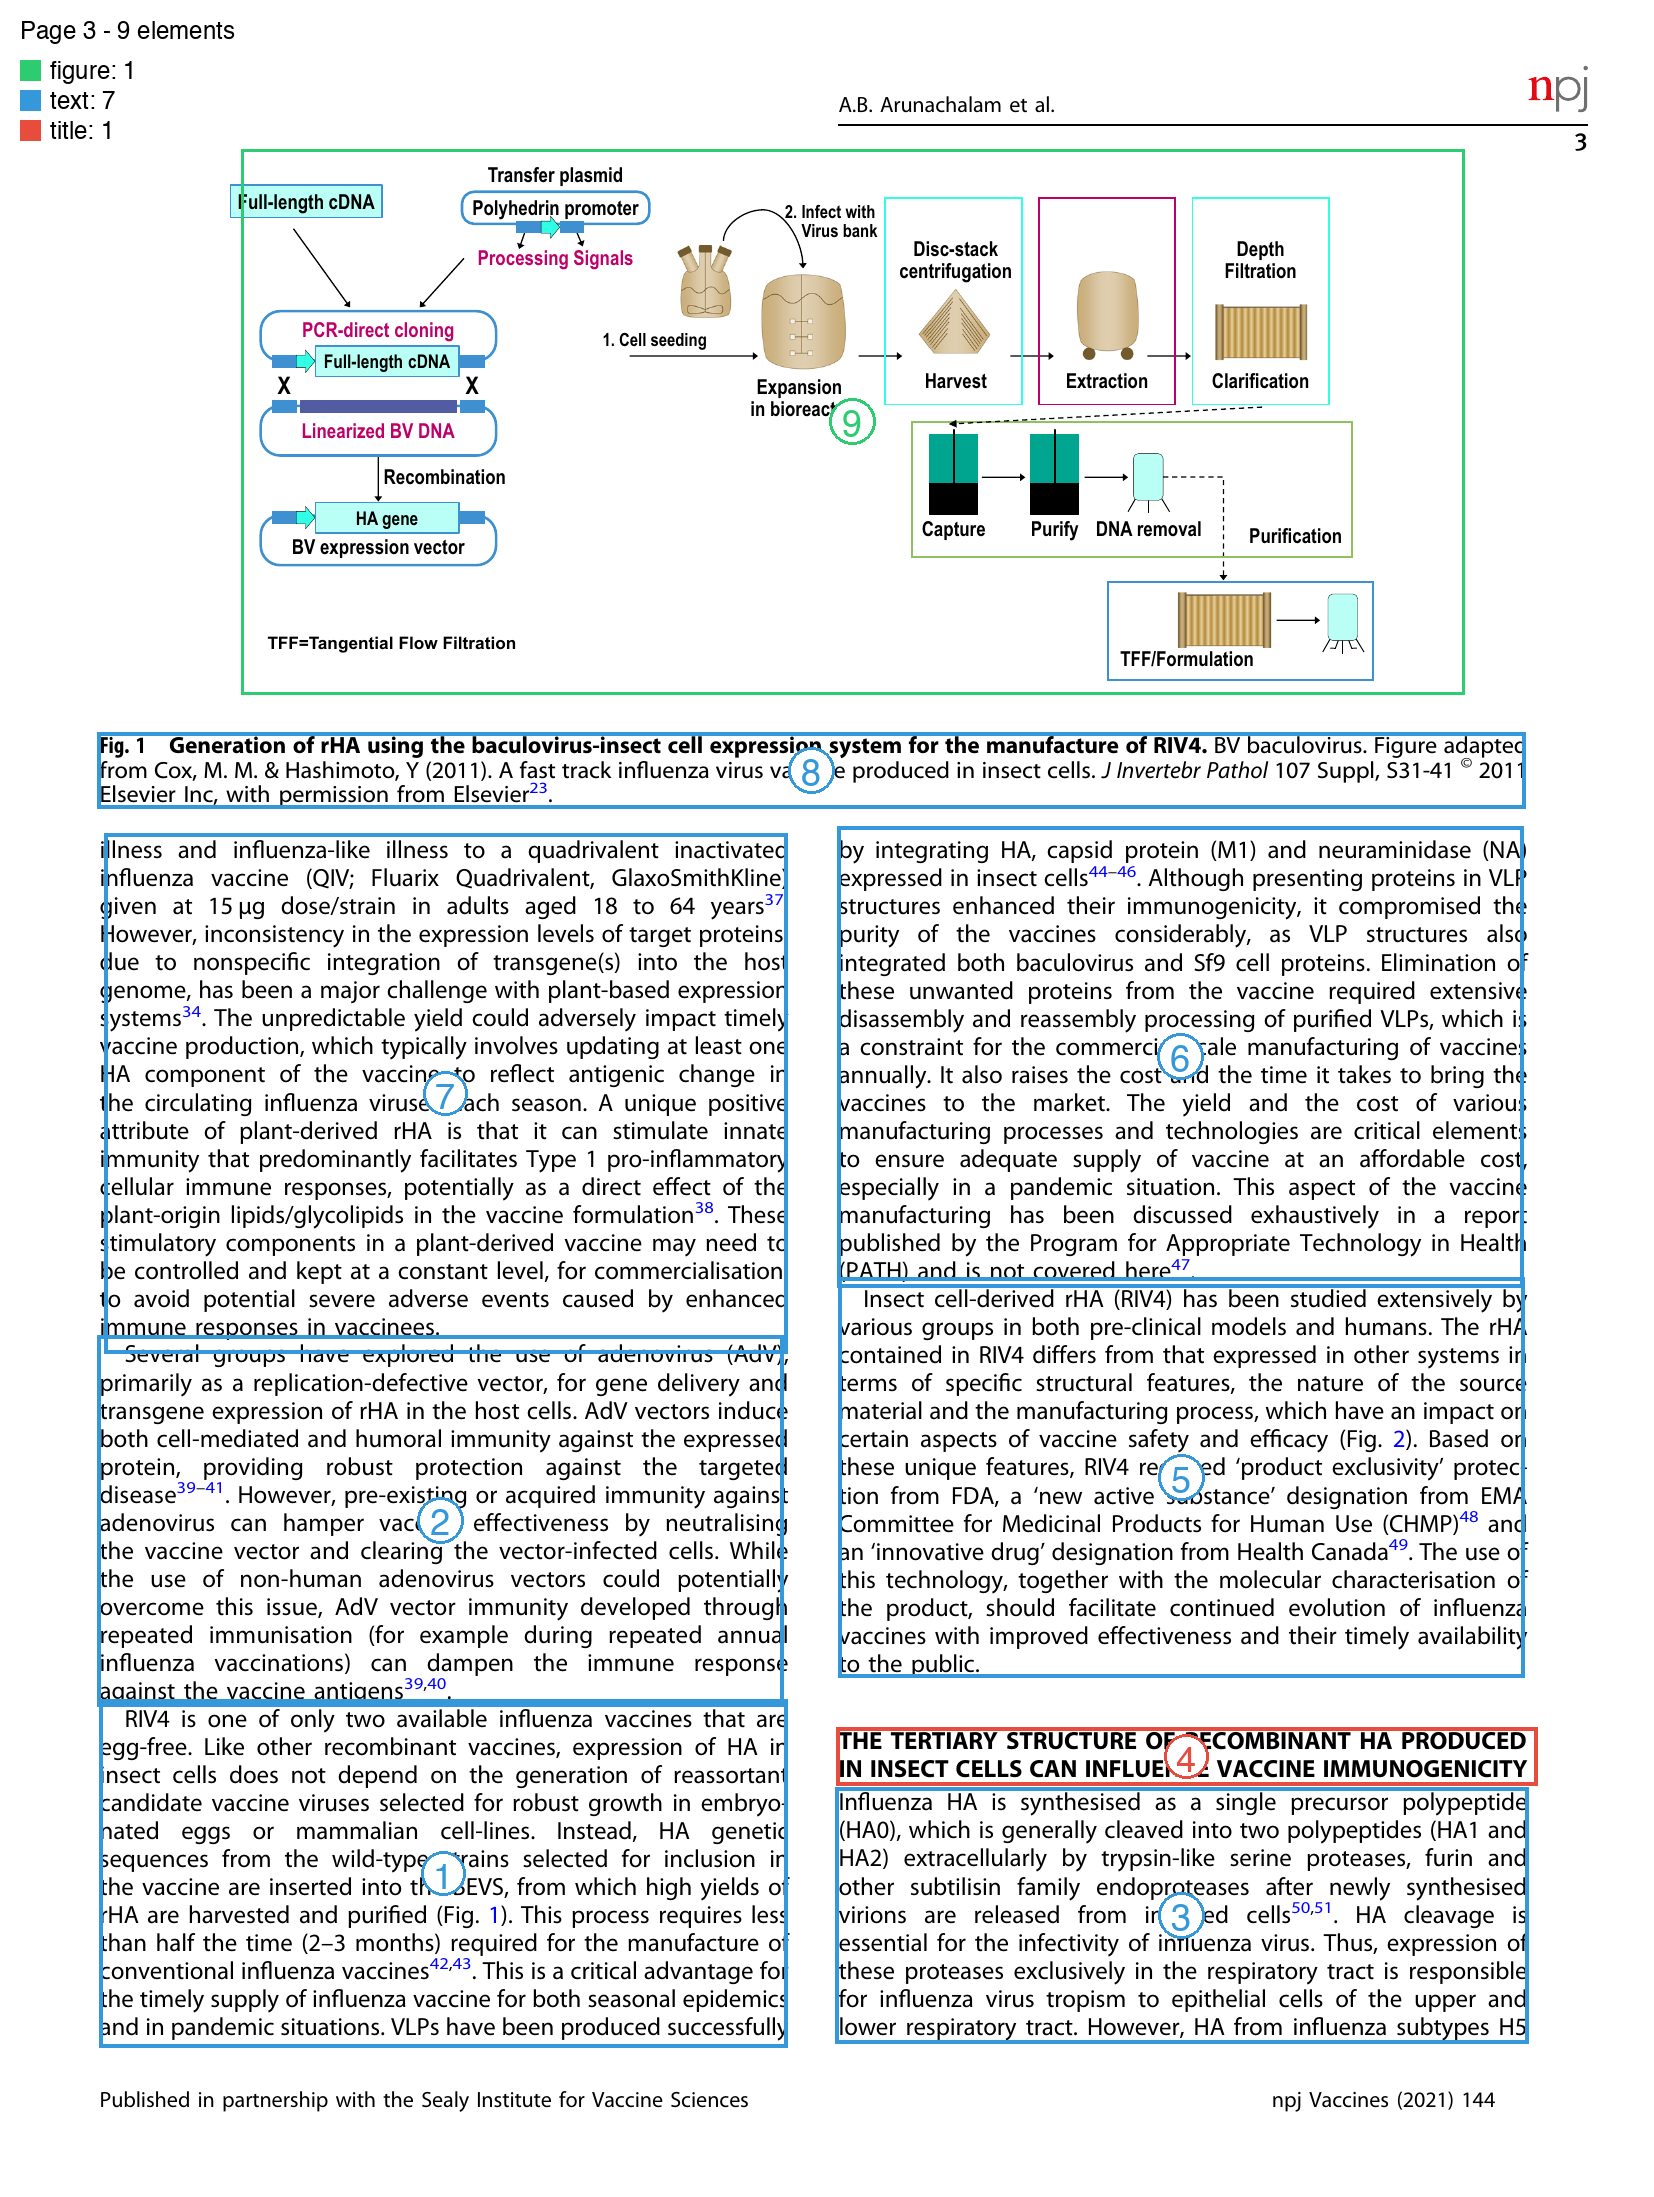 Page 3 - 9 elements
figure: 1
text: 7
title: 1
A.B. Arunachalam et al.
npj
3
Full-length cDNA
Transfer plasmid
Polyhedrin promoter
Processing Signals
PCR-direct cloning
Full-length cDNA
X X
Linearized BV DNA
Recombination
HA gene
BV expression vector
TFF=Tangential Flow Filtration
1. Cell seeding
2. Infect with
Virus bank
Expansion
in bioreact
9
Disc-stack
centrifugation
Harvest
Extraction
Depth
Filtration
Clarification
Capture
Purify
DNA removal
Purification
TFF/Formulation
Fig. 1 Generation of rHA using the baculovirus-insect cell expression system for the manufacture of RIV4. BV baculovirus. Figure adapted
from Cox, M. M. & Hashimoto, Y (2011). A fast track influenza virus va 8 e produced in insect cells. J Invertebr Pathol 107 Suppl, S31-41 © 2011
Elsevier Inc, with permission from Elsevier23.
illness and influenza-like illness to a quadrivalent inactivated
influenza vaccine (QIV; Fluarix Quadrivalent, GlaxoSmithKline)
given at 15 µg dose/strain in adults aged 18 to 64 years37
However, inconsistency in the expression levels of target proteins
due to nonspecific integration of transgene(s) into the host
genome, has been a major challenge with plant-based expression
systems34. The unpredictable yield could adversely impact timely
vaccine production, which typically involves updating at least one
HA component of the vaccine to reflect antigenic change in
the circulating influenza viruse 7 ach season. A unique positive
attribute of plant-derived rHA is that it can stimulate innate
immunity that predominantly facilitates Type 1 pro-inflammatory
cellular immune responses, potentially as a direct effect of the
plant-origin lipids/glycolipids in the vaccine formulation38. These
stimulatory components in a plant-derived vaccine may need to
be controlled and kept at a constant level, for commercialisation
to avoid potential severe adverse events caused by enhanced
immune responses in vaccinees.
Several groups have explored the use of adenovirus (AdV),
primarily as a replication-defective vector, for gene delivery and
transgene expression of rHA in the host cells. AdV vectors induce
both cell-mediated and humoral immunity against the expressed
protein, providing robust protection against the targeted
disease39–41. However, pre-existing or acquired immunity against
adenovirus can hamper vacc 2 effectiveness by neutralising
the vaccine vector and clearing the vector-infected cells. While
the use of non-human adenovirus vectors could potentially
overcome this issue, AdV vector immunity developed through
repeated immunisation (for example during repeated annual
influenza vaccinations) can dampen the immune response
against the vaccine antigens39,40.
RIV4 is one of only two available influenza vaccines that are
egg-free. Like other recombinant vaccines, expression of HA in
insect cells does not depend on the generation of reassortant
candidate vaccine viruses selected for robust growth in embryo-
nated eggs or mammalian cell-lines. Instead, HA genetic
sequences from the wild-type strains selected for inclusion in
the vaccine are inserted into th 1 BEVS, from which high yields of
rHA are harvested and purified (Fig. 1). This process requires less
than half the time (2–3 months) required for the manufacture of
conventional influenza vaccines42,43. This is a critical advantage for
the timely supply of influenza vaccine for both seasonal epidemics
and in pandemic situations. VLPs have been produced successfully
by integrating HA, capsid protein (M1) and neuraminidase (NA)
expressed in insect cells44–46. Although presenting proteins in VLP
structures enhanced their immunogenicity, it compromised the
purity of the vaccines considerably, as VLP structures also
integrated both baculovirus and Sf9 cell proteins. Elimination of
these unwanted proteins from the vaccine required extensive
disassembly and reassembly processing of purified VLPs, which is
a constraint for the commerci 6 cale manufacturing of vaccines
annually. It also raises the cost and the time it takes to bring the
vaccines to the market. The yield and the cost of various
manufacturing processes and technologies are critical elements
to ensure adequate supply of vaccine at an affordable cost,
especially in a pandemic situation. This aspect of the vaccine
manufacturing has been discussed exhaustively in a report
published by the Program for Appropriate Technology in Health
(PATH) and is not covered here47.
Insect cell-derived rHA (RIV4) has been studied extensively by
various groups in both pre-clinical models and humans. The rHA
contained in RIV4 differs from that expressed in other systems in
terms of specific structural features, the nature of the source
material and the manufacturing process, which have an impact on
certain aspects of vaccine safety and efficacy (Fig. 2). Based on
these unique features, RIV4 re 5 ed ‘product exclusivity’ protec-
tion from FDA, a ‘new active substance’ designation from EMA
Committee for Medicinal Products for Human Use (CHMP)48 and
an ‘innovative drug’ designation from Health Canada49. The use of
this technology, together with the molecular characterisation of
the product, should facilitate continued evolution of influenza
vaccines with improved effectiveness and their timely availability
to the public.
THE TERTIARY STRUCTURE OF RECOMBINANT HA PRODUCED
IN INSECT CELLS CAN INFLUEN 4 E VACCINE IMMUNOGENICITY
Influenza HA is synthesised as a single precursor polypeptide
(HA0), which is generally cleaved into two polypeptides (HA1 and
HA2) extracellularly by trypsin-like serine proteases, furin and
other subtilisin family endoproteases after newly synthesised
virions are released from in 3 ed cells50,51. HA cleavage is
essential for the infectivity of influenza virus. Thus, expression of
these proteases exclusively in the respiratory tract is responsible
for influenza virus tropism to epithelial cells of the upper and
lower respiratory tract. However, HA from influenza subtypes H5
Published in partnership with the Sealy Institute for Vaccine Sciences
npj Vaccines (2021) 144